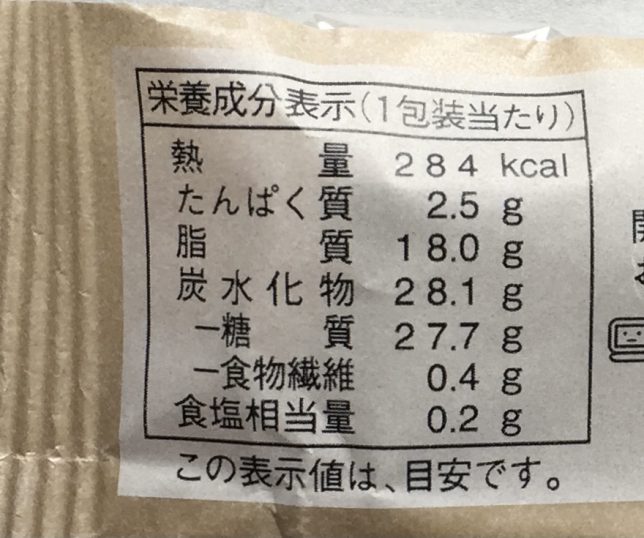 栄養成分表示(1包装当たり)
熱量 284 kcal
たんぱく質 2.5 g
脂質 18.0 g
炭水化物 28.1 g
－糖質 27.7 g
－食物繊維 0.4 g
食塩相当量 0.2 g
この表示値は、目安です。